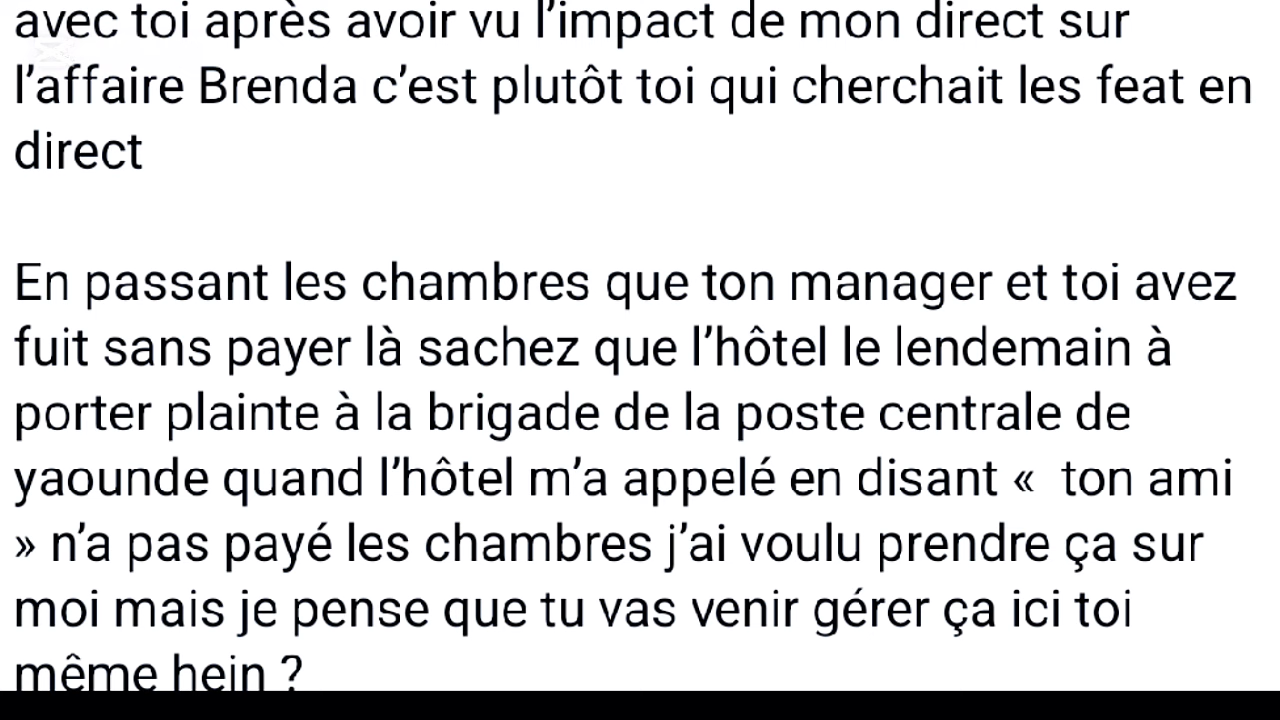 avec toi après avoir vu l’impact de mon direct sur
l’affaire Brenda c’est plutôt toi qui cherchait les feat en
direct
En passant les chambres que ton manager et toi avez
fuit sans payer là sachez que l’hôtel le lendemain à
porter plainte à la brigade de la poste centrale de
yaounde quand l’hôtel m’a appelé en disant «  ton ami
» n’a pas payé les chambres j’ai voulu prendre ça sur
moi mais je pense que tu vas venir gérer ça ici toi
même hein ?